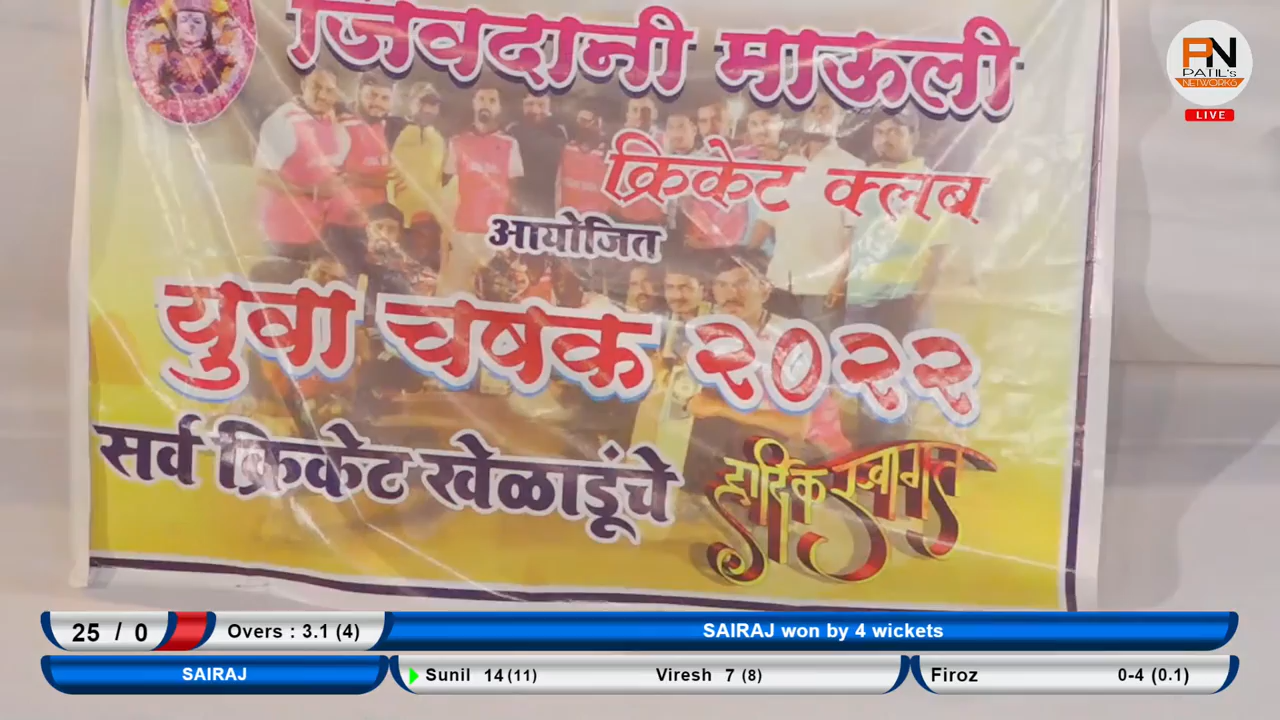 जिवदानी माऊली
क्रिकेट क्लब
आयोजित
युवा चषक २०२२
सर्व क्रिकेट खेळाडूंचे
हार्दिक स्वागत
PN
PATIL's
NETWORKS
LIVE
25 / 0
Overs : 3.1 (4)
SAIRAJ won by 4 wickets
SAIRAJ
Sunil 14 (11)
Viresh 7 (8)
Firoz
0-4 (0.1)